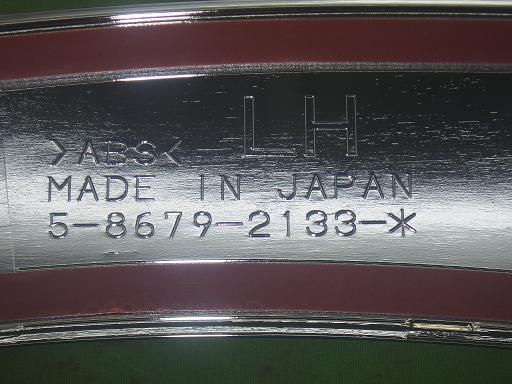 LH
>ABS<
MADE IN JAPAN
5-8679-2133-*